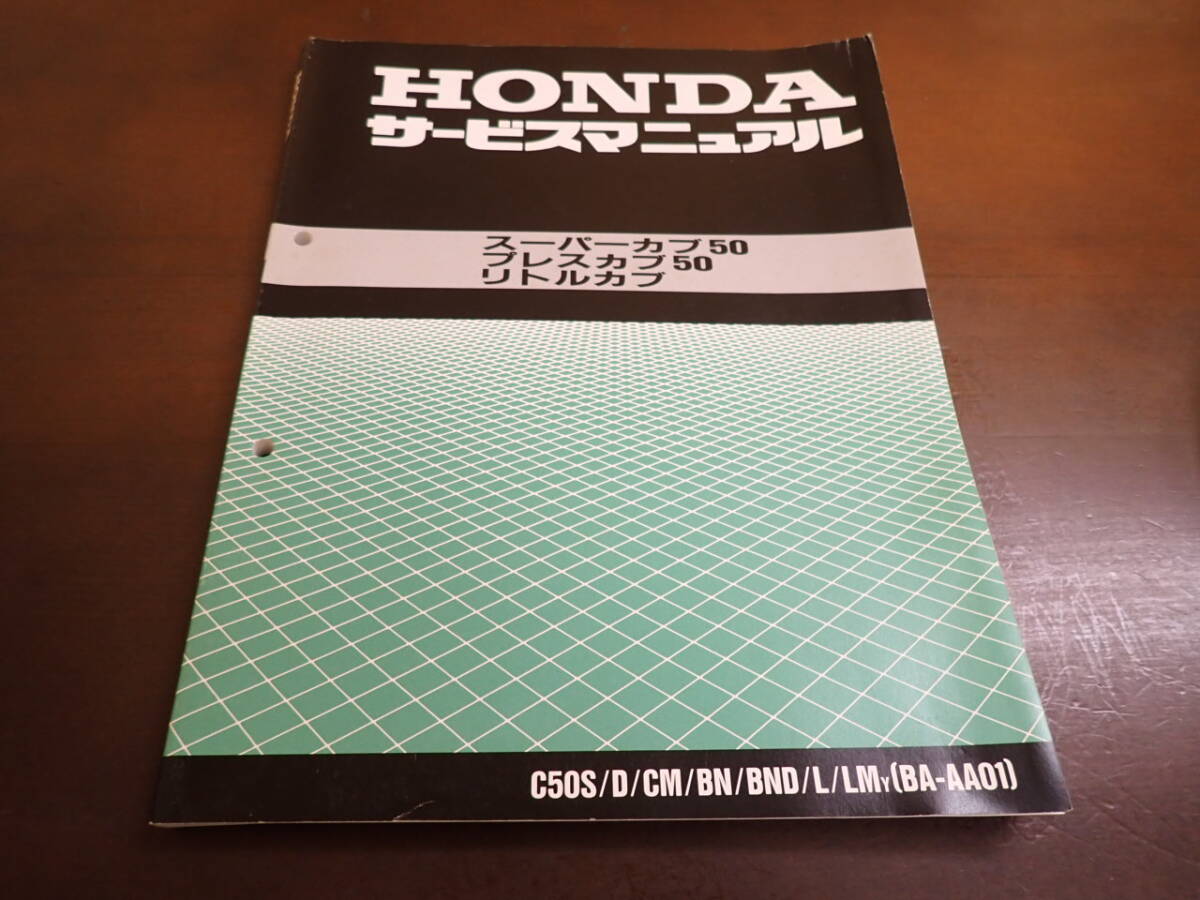 HONDA
サービスマニュアル
スーパーカブ50
プレスカブ50
リトルカブ
C50S/D/CM/BN/BND/L/LMY(BA-AA01)